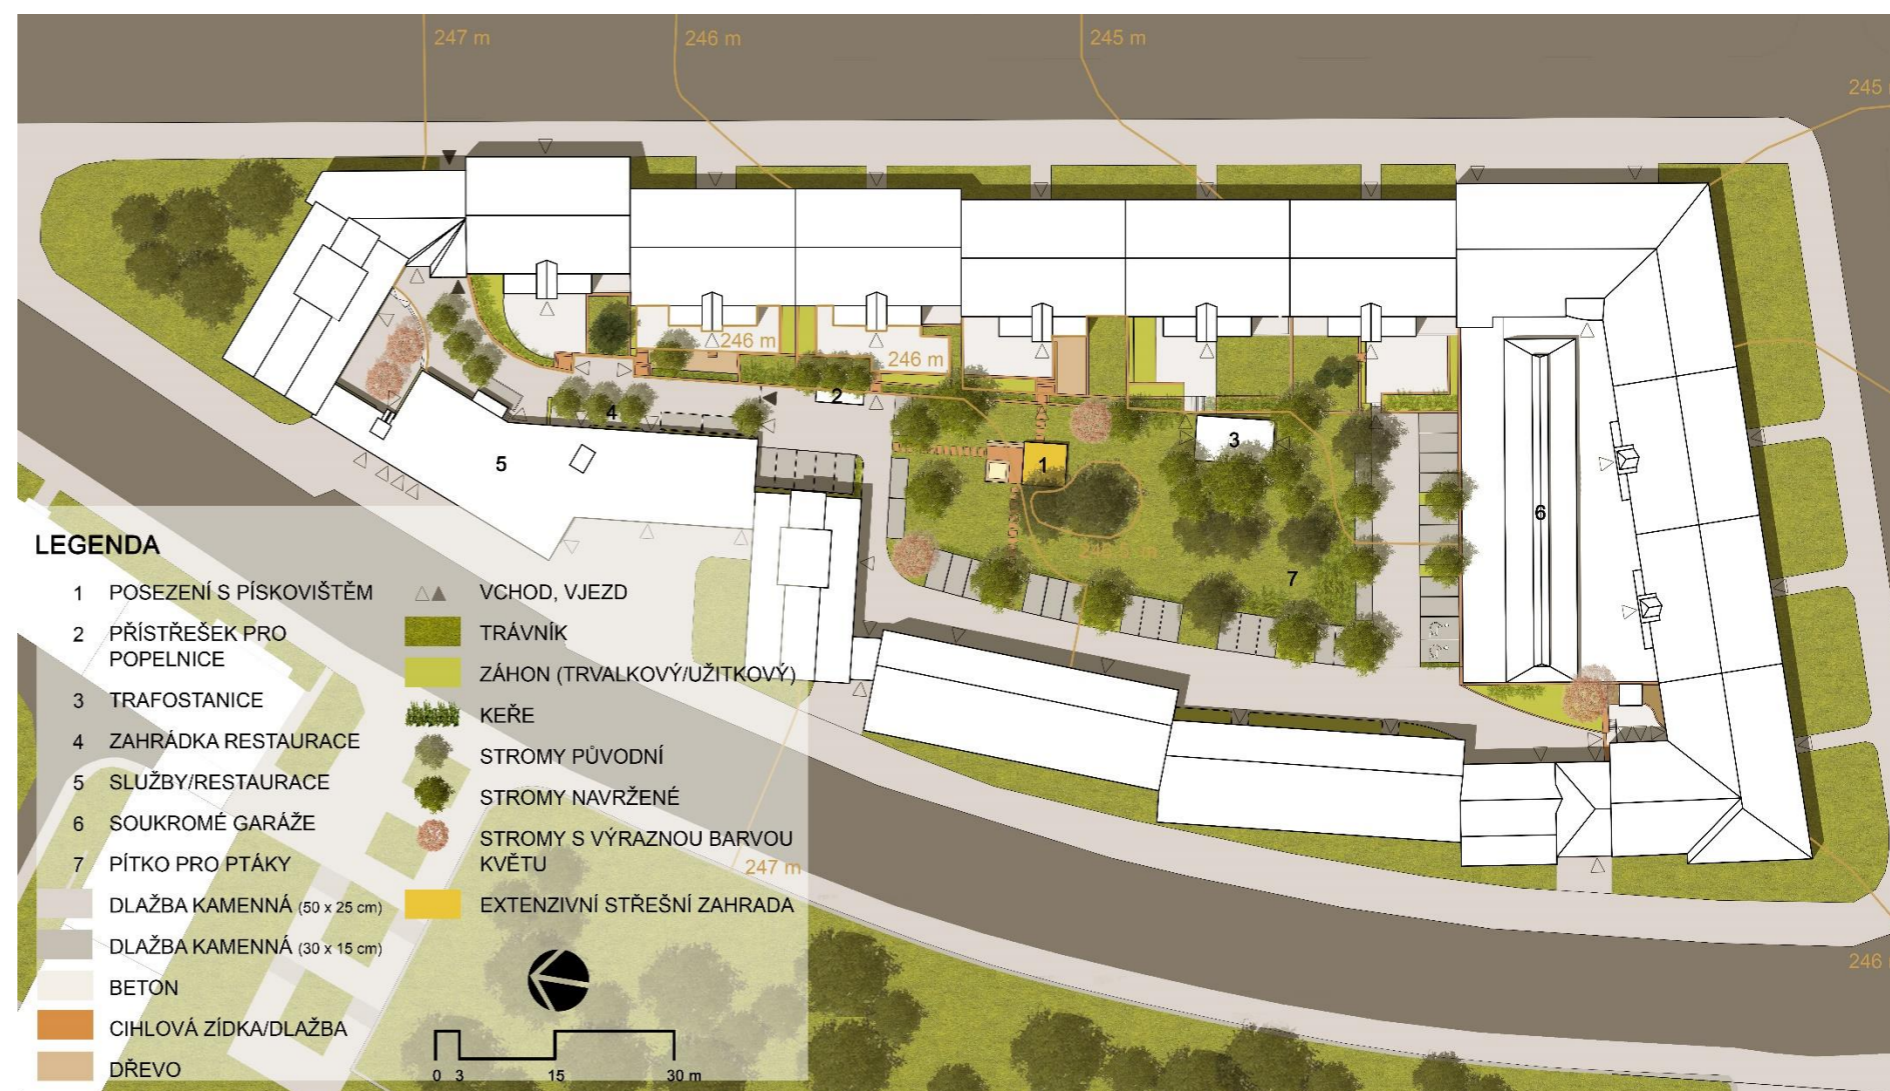 247 m
246 m
245 m
245
246 m
246 m
2
4
3
1
5
6
7
247 m
246
LEGENDA
1 POSEZENÍ S PÍSKOVIŠTĚM
2 PŘÍSTŘEŠEK PRO
POPELNICE
3 TRAFOSTANICE
4 ZAHRÁDKA RESTAURACE
5 SLUŽBY/RESTAURACE
6 SOUKROMÉ GARÁŽE
7 PÍTKO PRO PTÁKY
DLAŽBA KAMENNÁ (50 x 25 cm)
DLAŽBA KAMENNÁ (30 x 15 cm)
BETON
CIHLOVÁ ZÍDKA/DLAŽBA
DŘEVO
VCHOD, VJEZD
TRÁVNÍK
ZÁHON (TRVALKOVÝ/UŽITKOVÝ)
KEŘE
STROMY PŮVODNÍ
STROMY NAVRŽENÉ
STROMY S VÝRAZNOU BARVOU
KVĚTU
EXTENZIVNÍ STŘEŠNÍ ZAHRADA
0 3 15 30 m